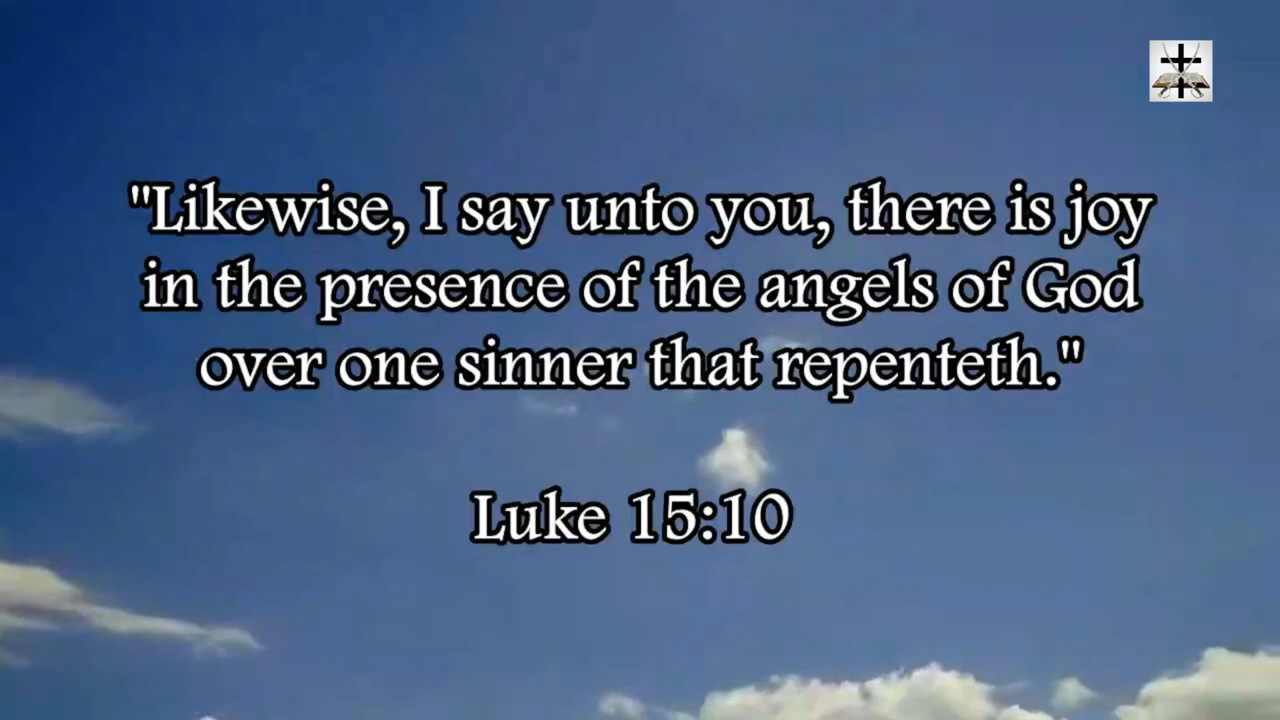 "Likewise, I say unto you, there is joy
in the presence of the angels of God
over one sinner that repenteth."
Luke 15:10